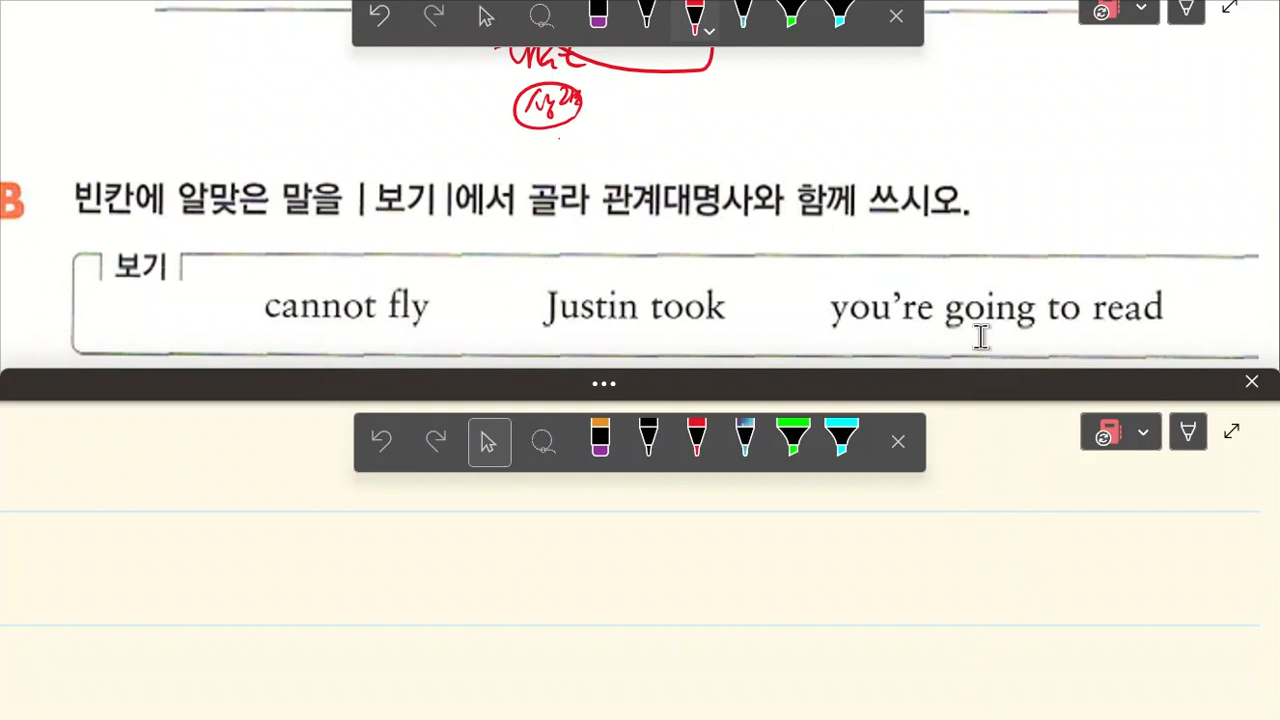 B 빈칸에 알맞은 말을 | 보기 |에서 골라 관계대명사와 함께 쓰시오.
보기
cannot fly Justin took you're going to read